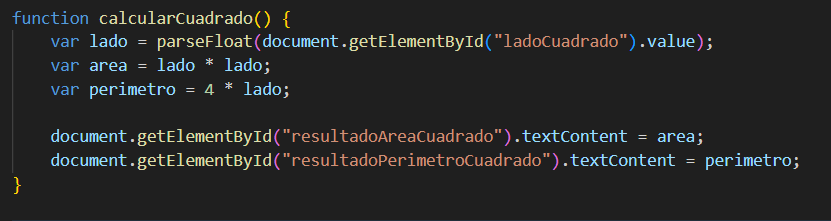 function calcularCuadrado() {
    var lado = parseFloat(document.getElementById("ladoCuadrado").value);
    var area = lado * lado;
    var perimetro = 4 * lado;

    document.getElementById("resultadoAreaCuadrado").textContent = area;
    document.getElementById("resultadoPerimetroCuadrado").textContent = perimetro;
}